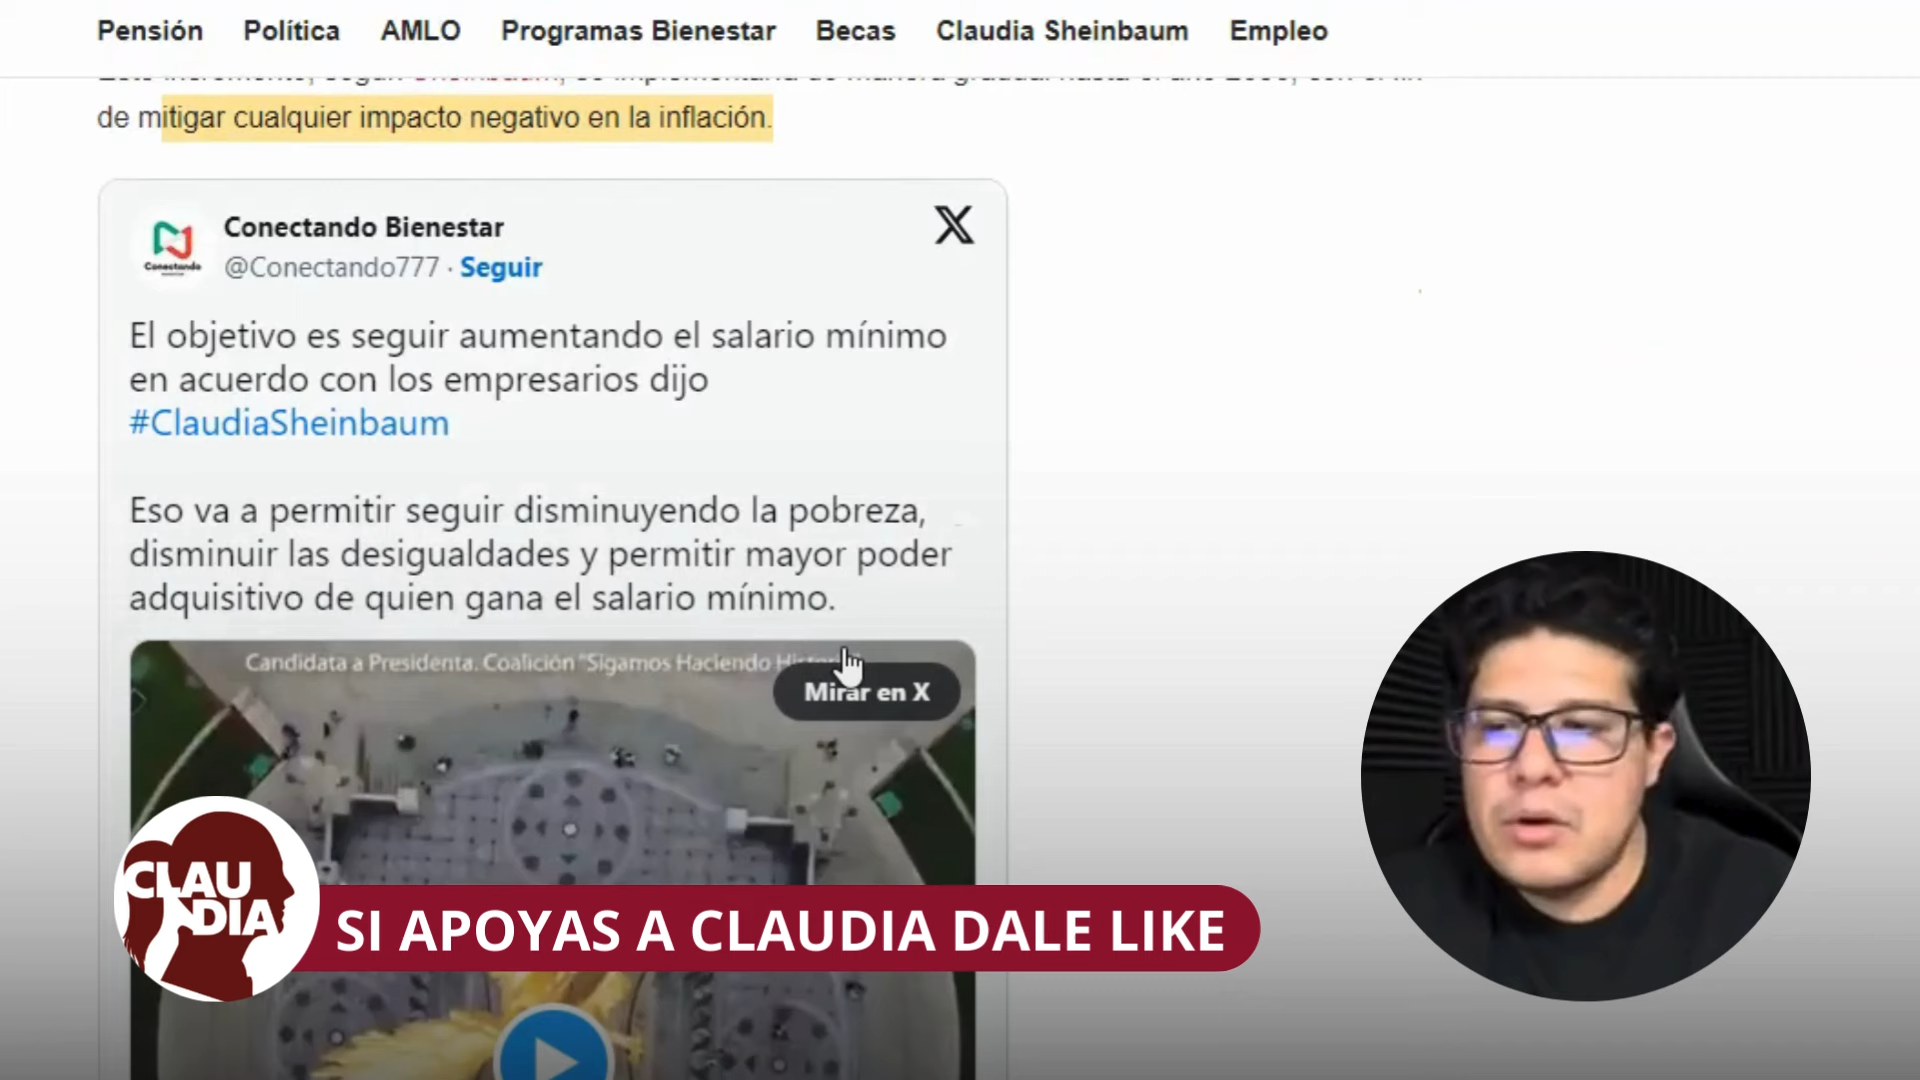 Pensión Política AMLO Programas Bienestar Becas Claudia Sheinbaum Empleo
de mitigar cualquier impacto negativo en la inflación.
Conectando Bienestar
@Conectando777 · Seguir
Conectando
El objetivo es seguir aumentando el salario mínimo
en acuerdo con los empresarios dijo
#ClaudiaSheinbaum
Eso va a permitir seguir disminuyendo la pobreza,
disminuir las desigualdades y permitir mayor poder
adquisitivo de quien gana el salario mínimo.
Candidata a Presidenta. Coalición "Sigamos Haciendo
Mirar en X
CLAU
DIA
SI APOYAS A CLAUDIA DALE LIKE